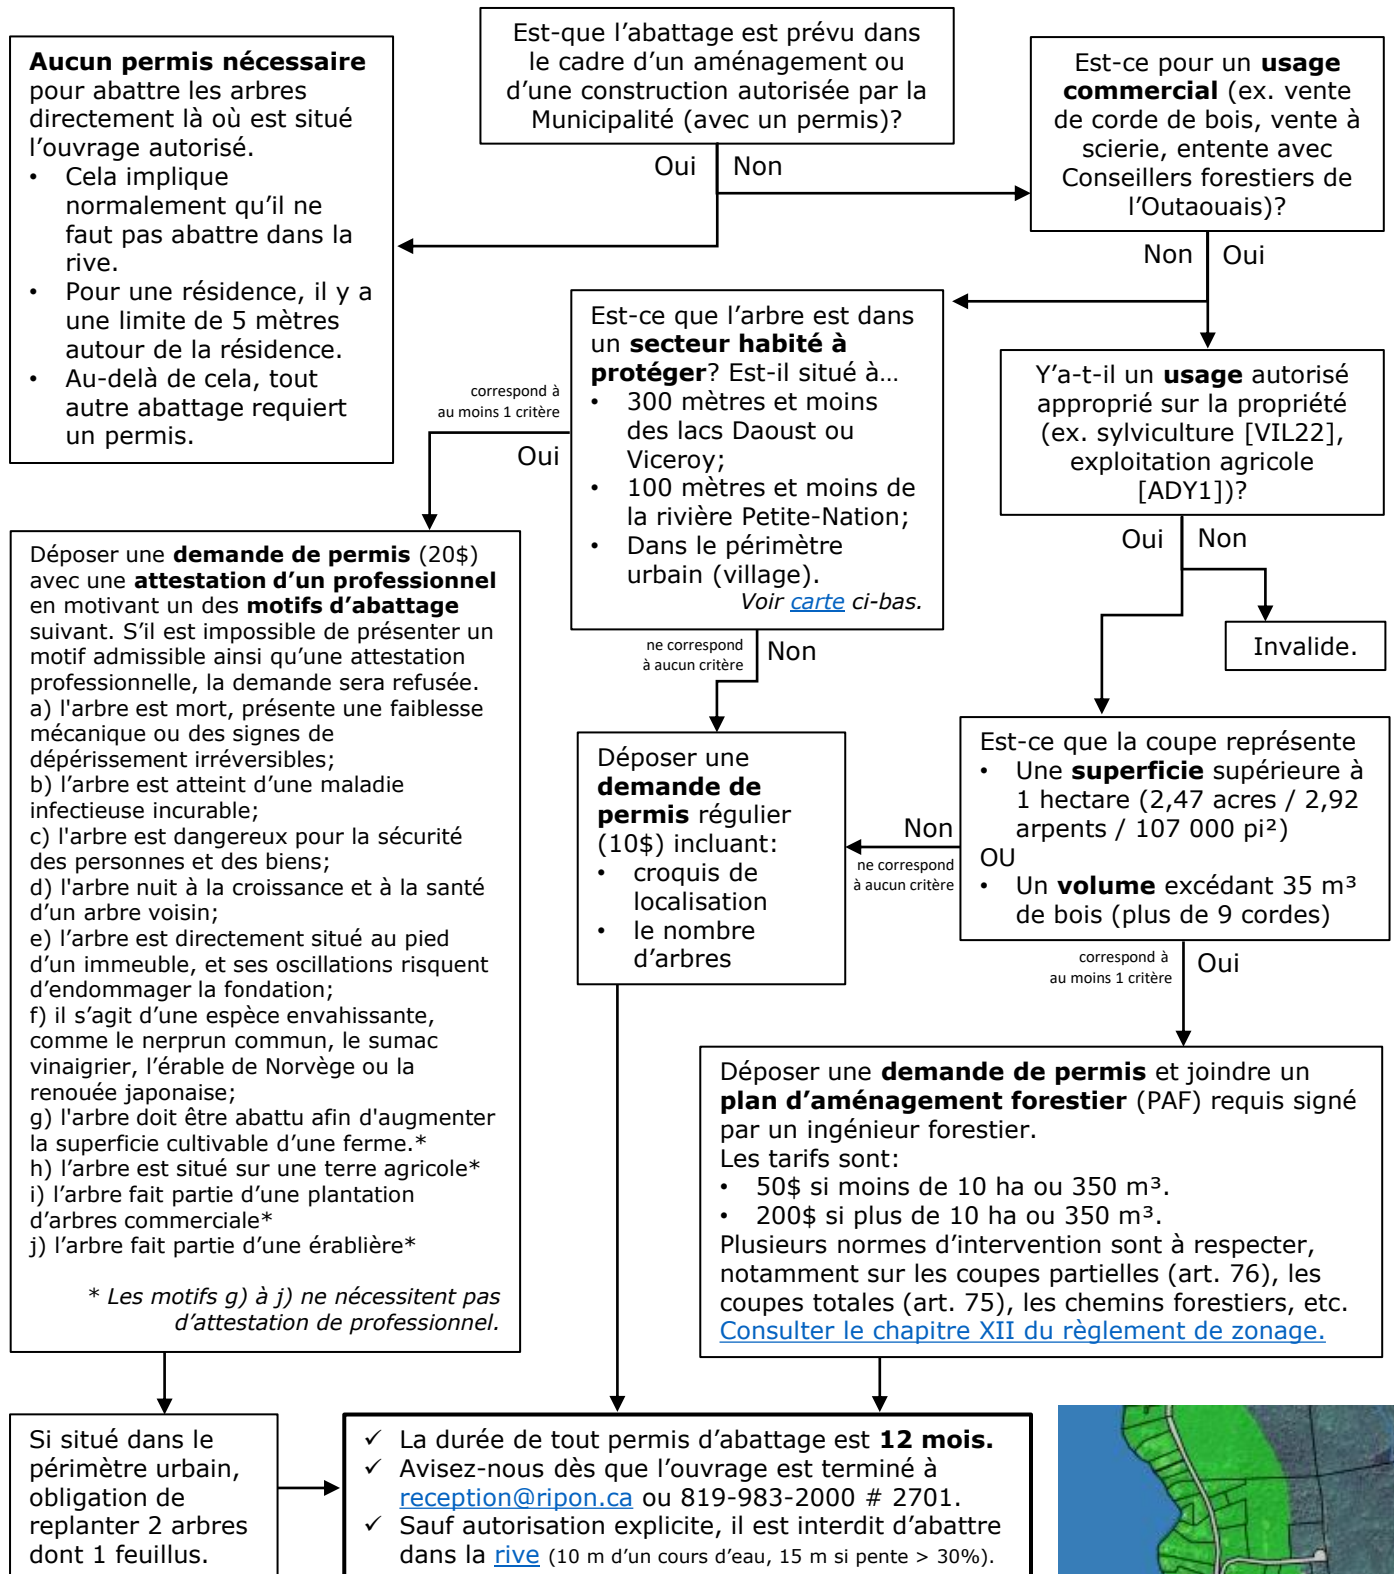 Est-que l’abattage est prévu dans
le cadre d’un aménagement ou
d’une construction autorisée par la
Municipalité (avec un permis)?
Oui
Non
Aucun permis nécessaire
pour abattre les arbres
directement là où est situé
l’ouvrage autorisé.
• Cela implique
normalement qu’il ne
faut pas abattre dans la
rive.
• Pour une résidence, il y a
une limite de 5 mètres
autour de la résidence.
• Au-delà de cela, tout
autre abattage requiert
un permis.
Est-ce pour un usage
commercial (ex. vente
de corde de bois, vente à
scierie, entente avec
Conseillers forestiers de
l’Outaouais)?
Non
Oui
Est-ce que l’arbre est dans
un secteur habité à
protéger? Est-il situé à…
• 300 mètres et moins
des lacs Daoust ou
Viceroy;
• 100 mètres et moins de
la rivière Petite-Nation;
• Dans le périmètre
urbain (village).
Voir carte ci-bas.
correspond à
au moins 1 critère
Oui
ne correspond
à aucun critère
Non
Y’a-t-il un usage autorisé
approprié sur la propriété
(ex. sylviculture [VIL22],
exploitation agricole
[ADY1])?
Oui
Non
Invalide.
Déposer une demande de permis (20$)
avec une attestation d’un professionnel
en motivant un des motifs d’abattage
suivant. S’il est impossible de présenter un
motif admissible ainsi qu’une attestation
professionnelle, la demande sera refusée.
a) l'arbre est mort, présente une faiblesse
mécanique ou des signes de
dépérissement irréversibles;
b) l’arbre est atteint d’une maladie
infectieuse incurable;
c) l'arbre est dangereux pour la sécurité
des personnes et des biens;
d) l'arbre nuit à la croissance et à la santé
d’un arbre voisin;
e) l’arbre est directement situé au pied
d’un immeuble, et ses oscillations risquent
d’endommager la fondation;
f) il s’agit d’une espèce envahissante,
comme le nerprun commun, le sumac
vinaigrier, l’érable de Norvège ou la
renouée japonaise;
g) l'arbre doit être abattu afin d'augmenter
la superficie cultivable d’une ferme.*
h) l’arbre est situé sur une terre agricole*
i) l’arbre fait partie d’une plantation
d’arbres commerciale*
j) l’arbre fait partie d’une érablière*
* Les motifs g) à j) ne nécessitent pas
d’attestation de professionnel.
Déposer une
demande de
permis régulier
(10$) incluant:
• croquis de
localisation
• le nombre
d’arbres
Est-ce que la coupe représente
• Une superficie supérieure à
1 hectare (2,47 acres / 2,92
arpents / 107 000 pi²)
OU
• Un volume excédant 35 m³
de bois (plus de 9 cordes)
Non
ne correspond
à aucun critère
correspond à
au moins 1 critère
Oui
Déposer une demande de permis et joindre un
plan d’aménagement forestier (PAF) requis signé
par un ingénieur forestier.
Les tarifs sont:
• 50$ si moins de 10 ha ou 350 m³.
• 200$ si plus de 10 ha ou 350 m³.
Plusieurs normes d’intervention sont à respecter,
notamment sur les coupes partielles (art. 76), les
coupes totales (art. 75), les chemins forestiers, etc.
Consulter le chapitre XII du règlement de zonage.
Si situé dans le
périmètre urbain,
obligation de
replanter 2 arbres
dont 1 feuillus.
✓ La durée de tout permis d’abattage est 12 mois.
✓ Avisez-nous dès que l’ouvrage est terminé à
reception@ripon.ca ou 819-983-2000 # 2701.
✓ Sauf autorisation explicite, il est interdit d’abattre
dans la rive (10 m d’un cours d’eau, 15 m si pente > 30%).